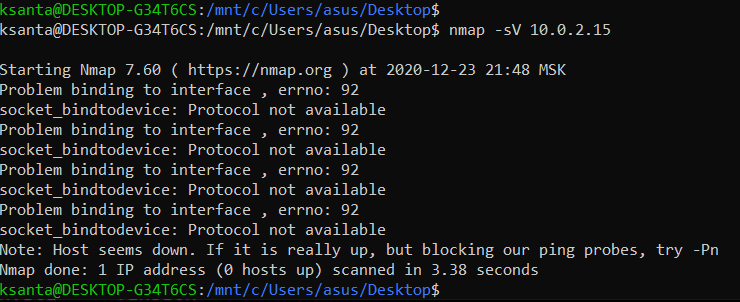 ksanta@DESKTOP-G34T6CS:/mnt/c/Users/asus/Desktop$
ksanta@DESKTOP-G34T6CS:/mnt/c/Users/asus/Desktop$ nmap -sV 10.0.2.15
Starting Nmap 7.60 ( https://nmap.org ) at 2020-12-23 21:48 MSK
Problem binding to interface , errno: 92
socket_bindtodevice: Protocol not available
Problem binding to interface , errno: 92
socket_bindtodevice: Protocol not available
Problem binding to interface , errno: 92
socket_bindtodevice: Protocol not available
Problem binding to interface , errno: 92
socket_bindtodevice: Protocol not available
Note: Host seems down. If it is really up, but blocking our ping probes, try -Pn
Nmap done: 1 IP address (0 hosts up) scanned in 3.38 seconds
ksanta@DESKTOP-G34T6CS:/mnt/c/Users/asus/Desktop$